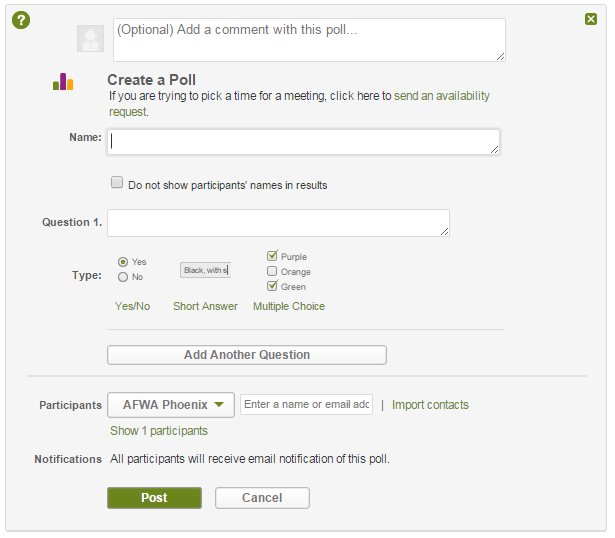 ?
(Optional) Add a comment with this poll...
Create a Poll
If you are trying to pick a time for a meeting, click here to send an availability
request.
Name:
Do not show participants' names in results
Question 1.
Type:
Yes
No
Yes/No
Black, with s
Short Answer
Purple
Orange
Green
Multiple Choice
Add Another Question
Participants AFWA Phoenix Enter a name or email add | Import contacts
Show 1 participants
Notifications All participants will receive email notification of this poll.
Post Cancel